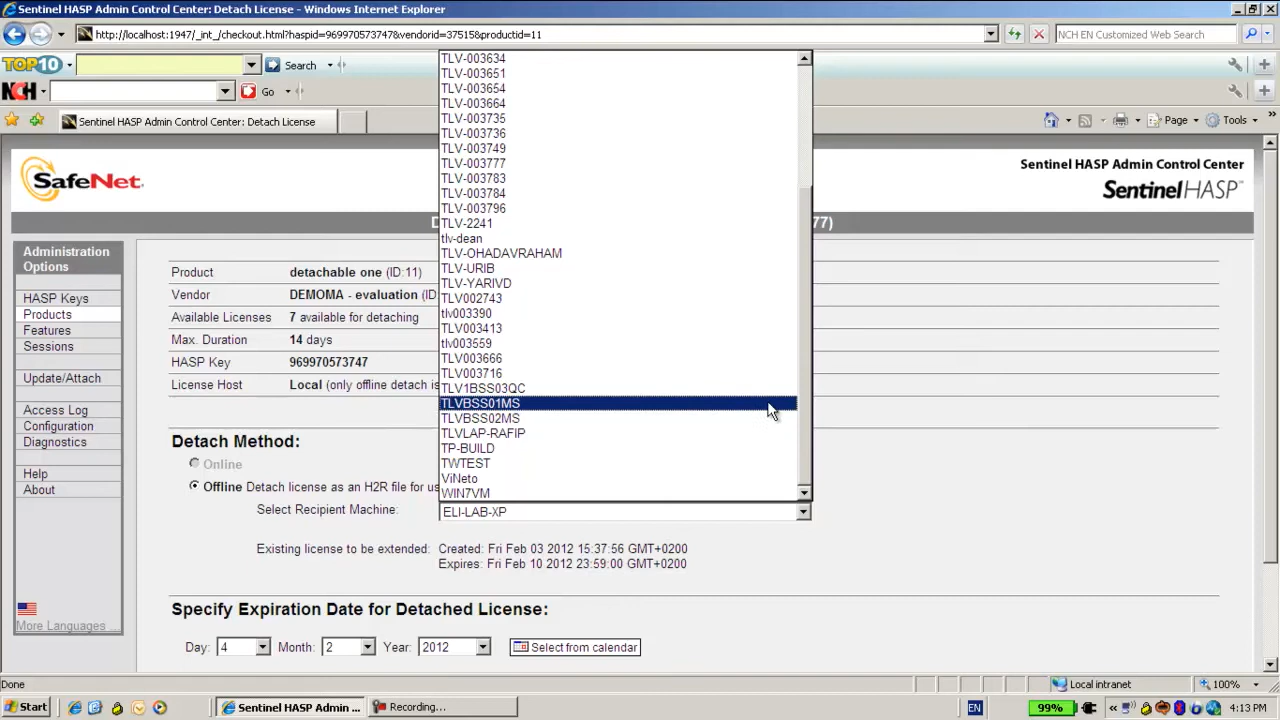 Sentinel HASP Admin Control Center: Detach License - Windows Internet Explorer
http://localhost:1947/_int_/checkout.html?haspid=969970573747&vendorid=37515&productid=11
NCH EN Customized Web Search
TOP10
Search
NCH
Go
Sentinel HASP Admin Control Center: Detach License
Page
Tools
SafeNet
Sentinel HASP Admin Control Center
Sentinel HASP
D
77)
Administration
Options
HASP Keys
Products
Features
Sessions
Update/Attach
Access Log
Configuration
Diagnostics
Help
About
More Languages ...
Product detachable one (ID:11)
Vendor DEMOMA - evaluation (ID
Available Licenses 7 available for detaching
Max. Duration 14 days
HASP Key 969970573747
License Host Local (only offline detach is
Detach Method:
Online
Offline Detach license as an H2R file for us
Select Recipient Machine:
TLV-003634
TLV-003651
TLV-003654
TLV-003664
TLV-003735
TLV-003736
TLV-003749
TLV-003777
TLV-003783
TLV-003784
TLV-003796
TLV-2241
tlv-dean
TLV-OHADAVRAHAM
TLV-URIB
TLV-YARIVD
TLV002743
tlv003390
TLV003413
tlv003559
TLV003666
TLV003716
TLV1BSS03QC
TLVBSS01MS
TLVBSS02MS
TLVLAP-RAFIP
TP-BUILD
TWTEST
ViNeto
WIN7VM
ELI-LAB-XP
Existing license to be extended: Created: Fri Feb 03 2012 15:37:56 GMT+0200
Expires: Fri Feb 10 2012 23:59:00 GMT+0200
Specify Expiration Date for Detached License:
Day: 4 Month: 2 Year: 2012 Select from calendar
Done
Local intranet
100%
Start
Sentinel HASP Admin ...
Recording...
EN
99%
4:13 PM